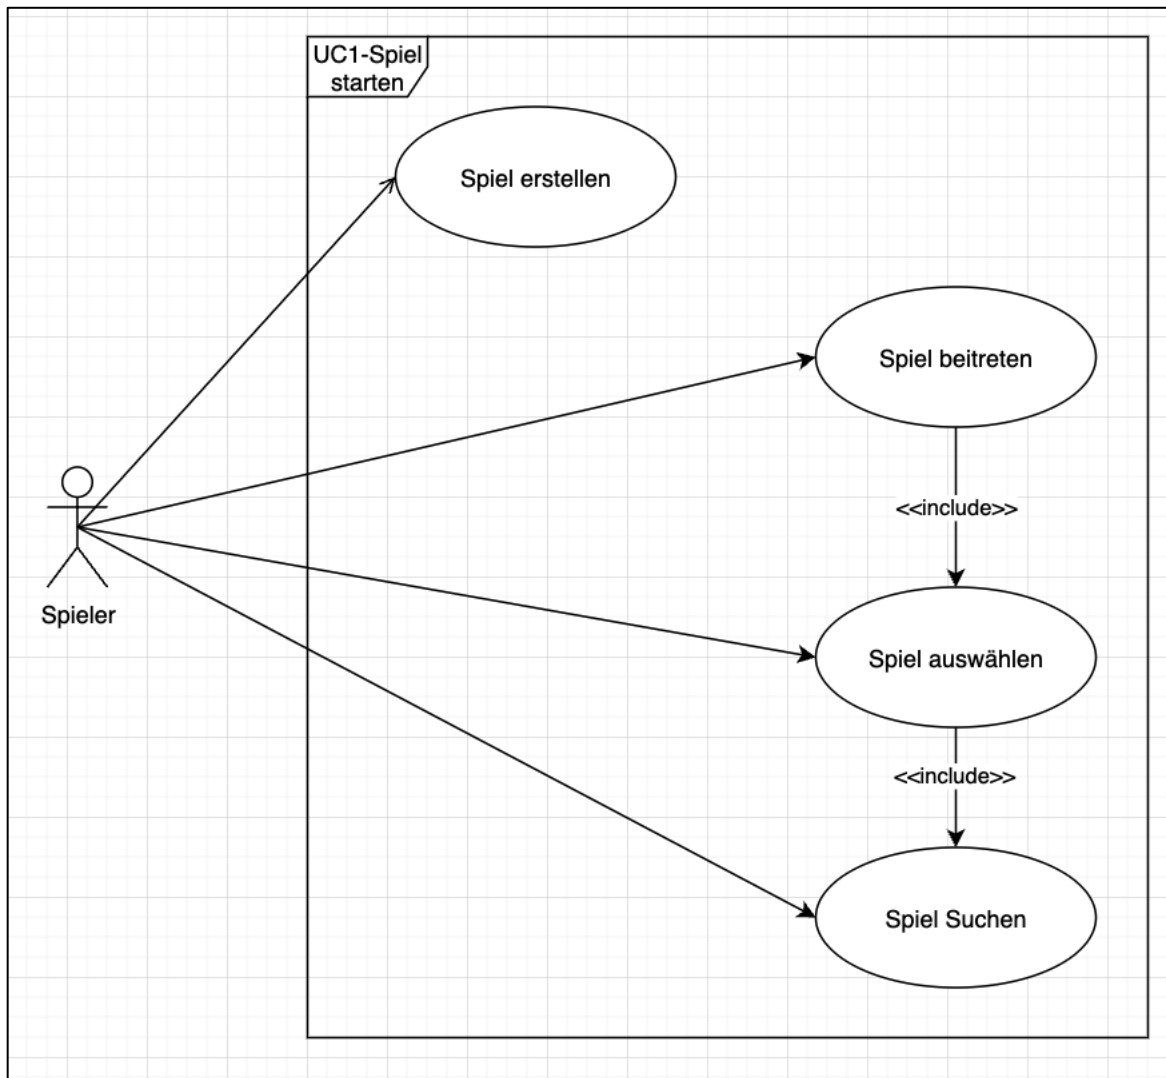 UC1-Spiel
starten
Spiel erstellen
Spiel beitreten
<<include>>
Spieler
Spiel auswählen
<<include>>
Spiel Suchen